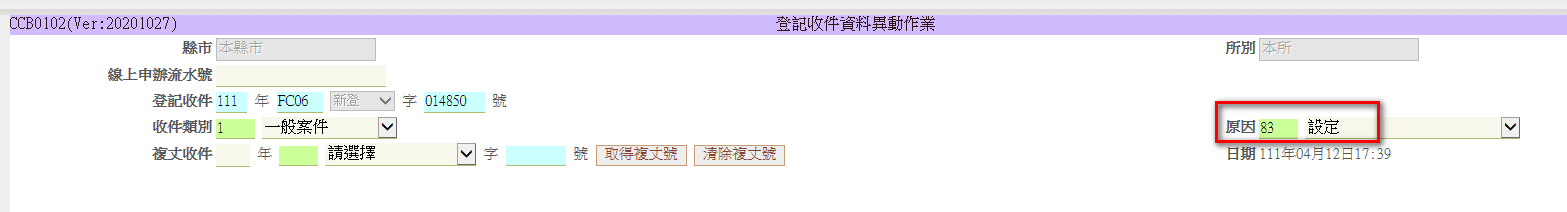 CCB0102(Ver:20201027) 登記收件資料異動作業
縣市 本縣市 所別 本所
線上申辦流水號
登記收件 111 年 FC06 新登 字 014850 號
收件類別 1 一般案件 原因 83 設定
複丈收件 年 請選擇 字 號 取得複丈號 清除複丈號 日期 111年04月12日17:39